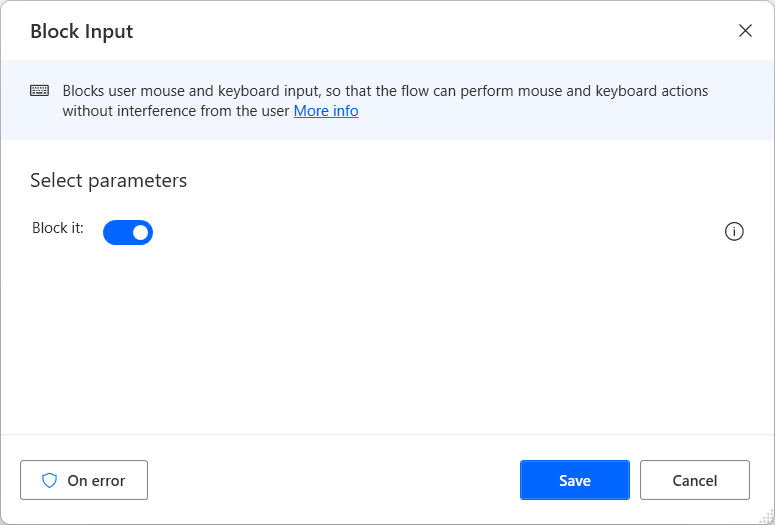 Block Input
Blocks user mouse and keyboard input, so that the flow can perform mouse and keyboard actions
without interference from the user More info
Select parameters
Block it:
On error
Save
Cancel